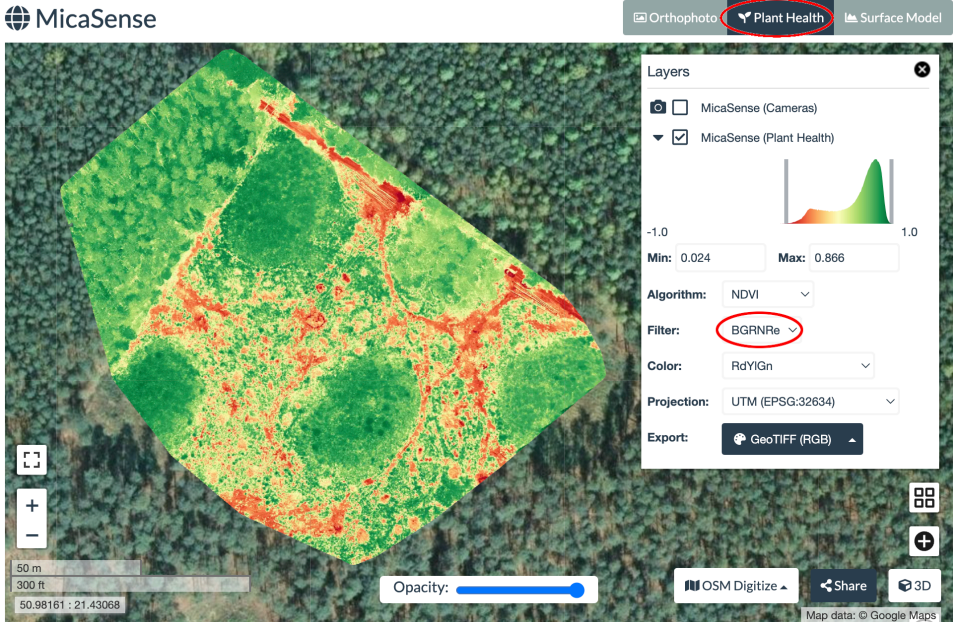 MicaSense
Orthophoto
Plant Health
Surface Model
Layers
MicaSense (Cameras)
MicaSense (Plant Health)
-1.0
1.0
Min: 0.024 Max: 0.866
Algorithm: NDVI
Filter: BGRNRe
Color: RdYlGn
Projection: UTM (EPSG:32634)
Export: GeoTIFF (RGB)
+
−
50 m
300 ft
50.98161 : 21.43068
Opacity:
OSM Digitize
Share
3D
Map data: © Google Maps